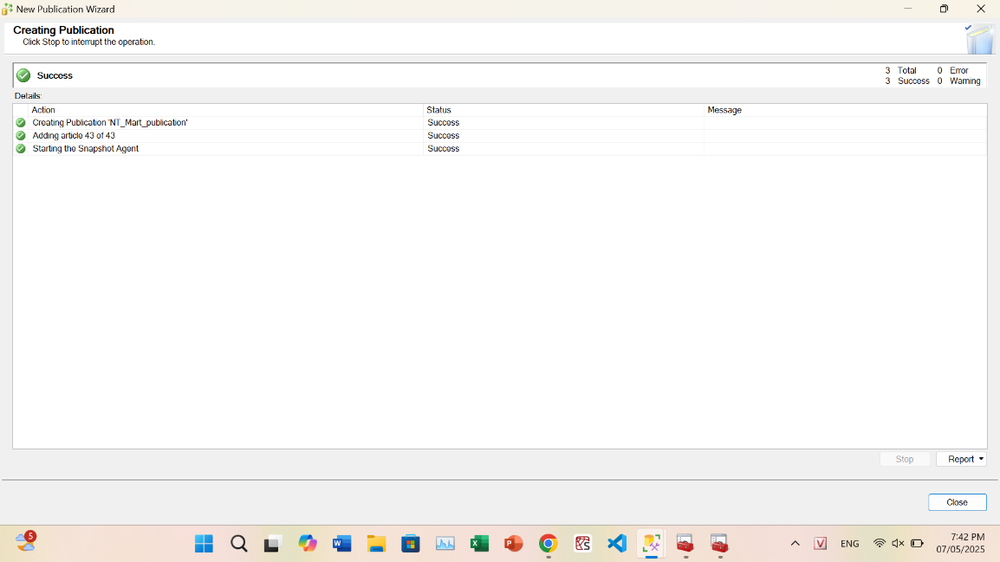 New Publication Wizard
Creating Publication
Click Stop to interrupt the operation.
Success
3 Total 0 Error
3 Success 0 Warning
Details:
Action Status Message
Creating Publication 'NT_Mart_publication' Success
Adding article 43 of 43 Success
Starting the Snapshot Agent Success
Stop Report
Close
5
W
X
P
V
ENG
7:42 PM
07/05/2025